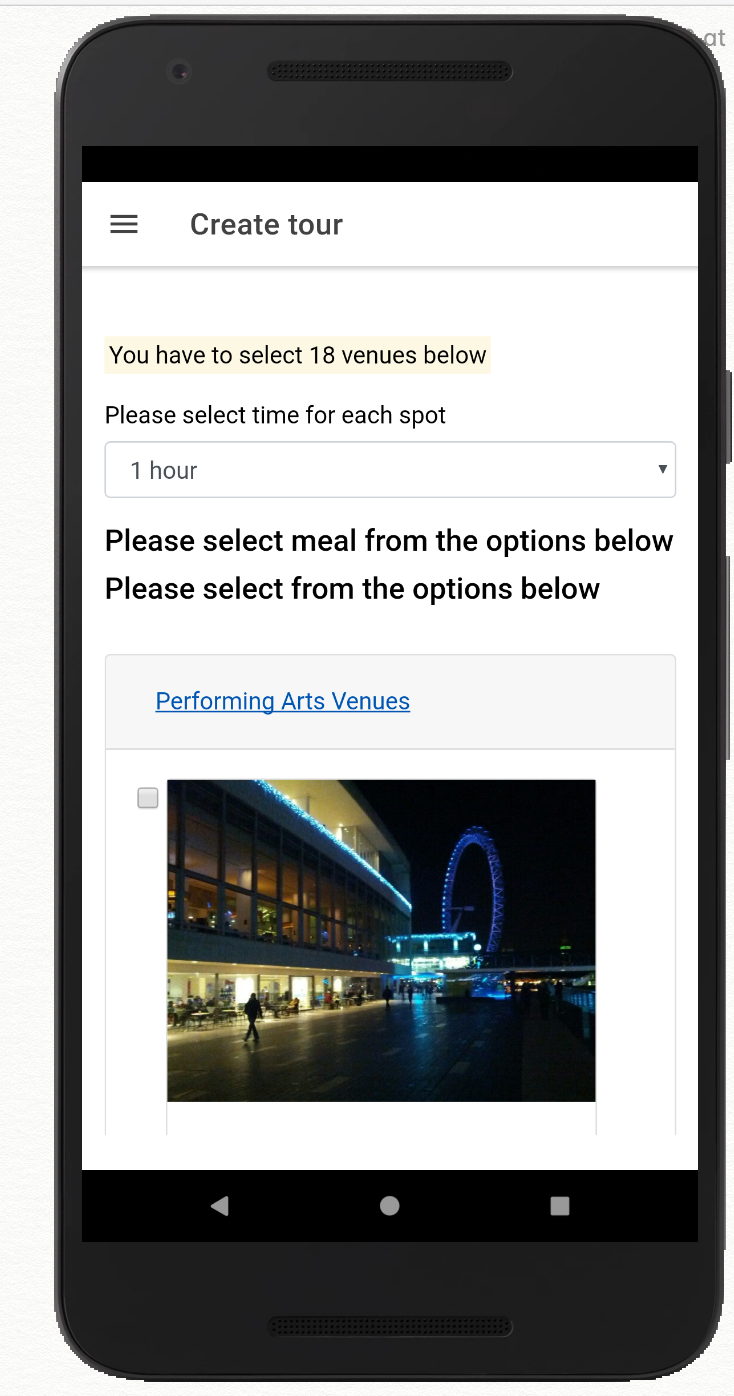 at
Create tour
You have to select 18 venues below
Please select time for each spot
1 hour
Please select meal from the options below
Please select from the options below
Performing Arts Venues